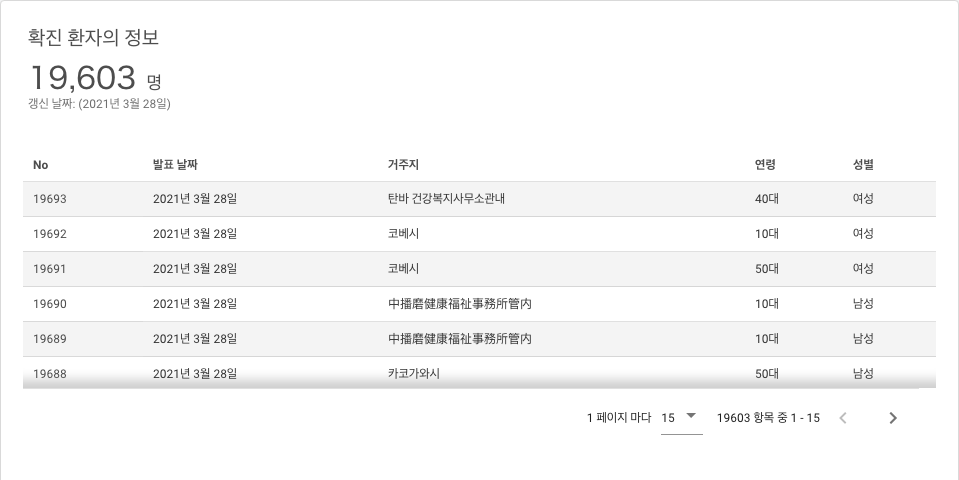 확진 환자의 정보
19,603 명
갱신 날짜: (2021년 3월 28일)
No 발표 날짜 거주지 연령 성별
19693 2021년 3월 28일 탄바 건강복지사무소관내 40대 여성
19692 2021년 3월 28일 코베시 10대 여성
19691 2021년 3월 28일 코베시 50대 여성
19690 2021년 3월 28일 中播磨健康福祉事務所管内 10대 남성
19689 2021년 3월 28일 中播磨健康福祉事務所管内 10대 남성
19688 2021년 3월 28일 카코가와시 50대 남성
1 페이지 마다 15 19603 항목 중 1 - 15